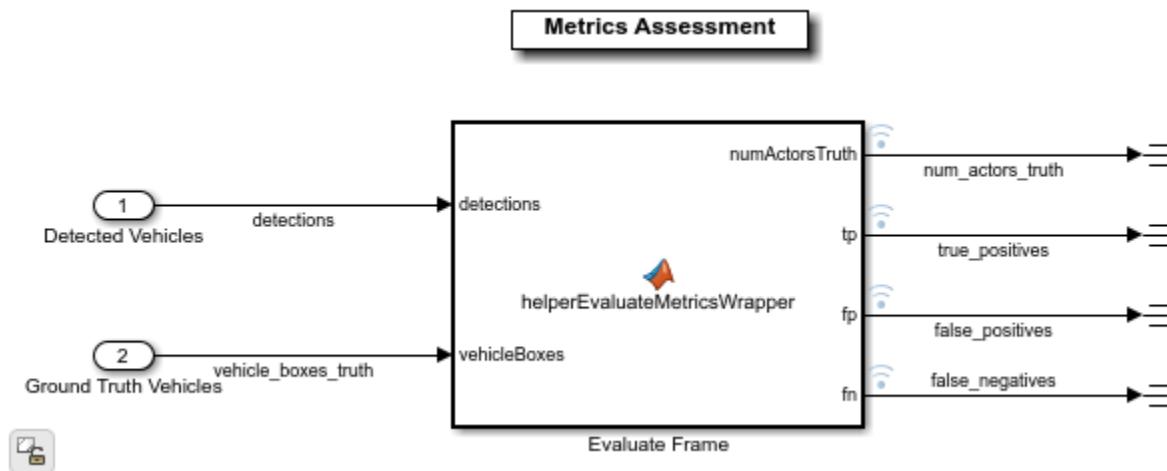 Metrics Assessment
1
detections
Detected Vehicles
2
vehicle_boxes_truth
Ground Truth Vehicles
detections
vehicleBoxes
helperEvaluateMetricsWrapper
numActorsTruth
tp
fp
fn
Evaluate Frame
num_actors_truth
true_positives
false_positives
false_negatives